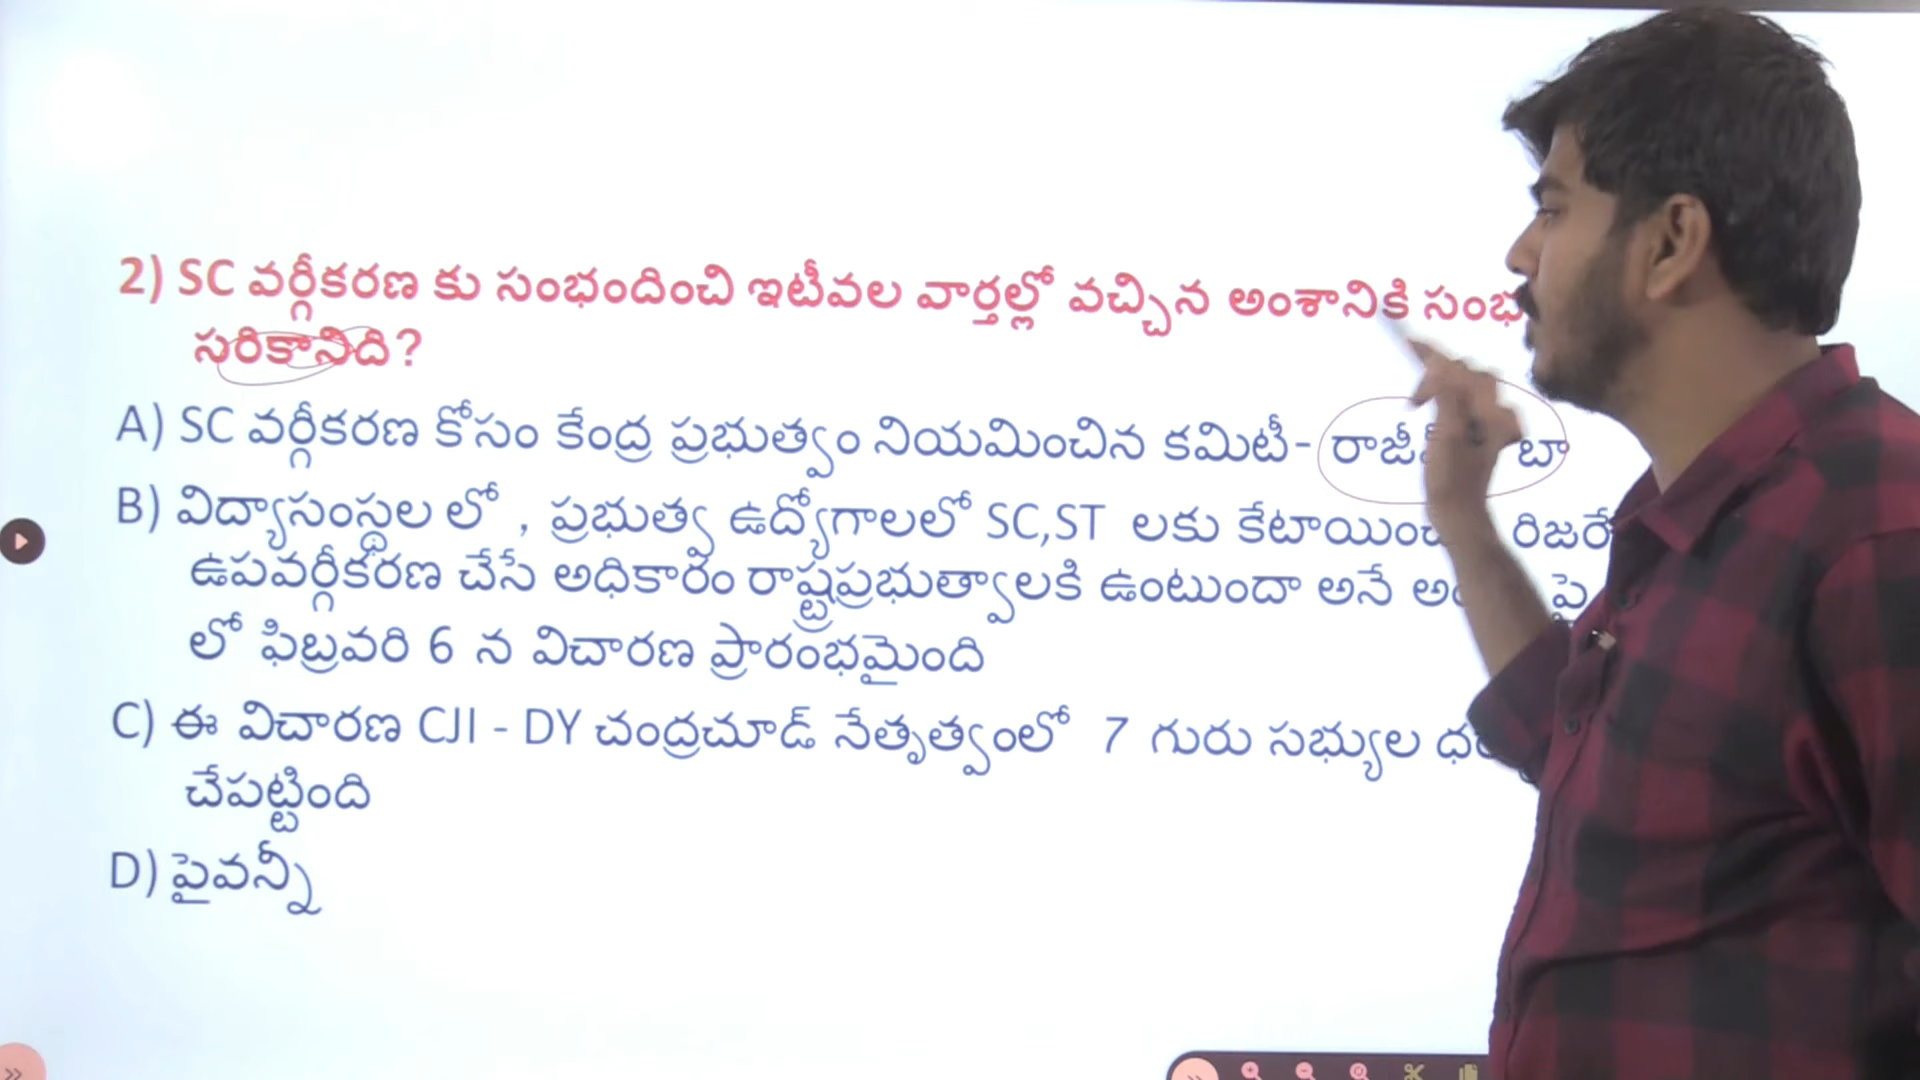 2) SC వర్గీకరణ కు సంభందించి ఇటీవల వార్తల్లో వచ్చిన అంశానికి
సరికానిది?
A) SC వర్గీకరణ కోసం కేంద్ర ప్రభుత్వం నియమించిన కమిటీ-
B) విద్యాసంస్థల లో , ప్రభుత్వ ఉద్యోగాలలో SC,ST లకు
ఉపవర్గీకరణ చేసే అధికారం రాష్ట్రప్రభుత్వాలకి ఉంటుందా అనే పై
లో ఫిబ్రవరి 6 న విచారణ ప్రారంభమైంది
C) ఈ విచారణ CJI - DY చంద్రచూడ్ నేతృత్వంలో 7 గురు సభ్యుల
చేపట్టింది
D) పైవన్నీ